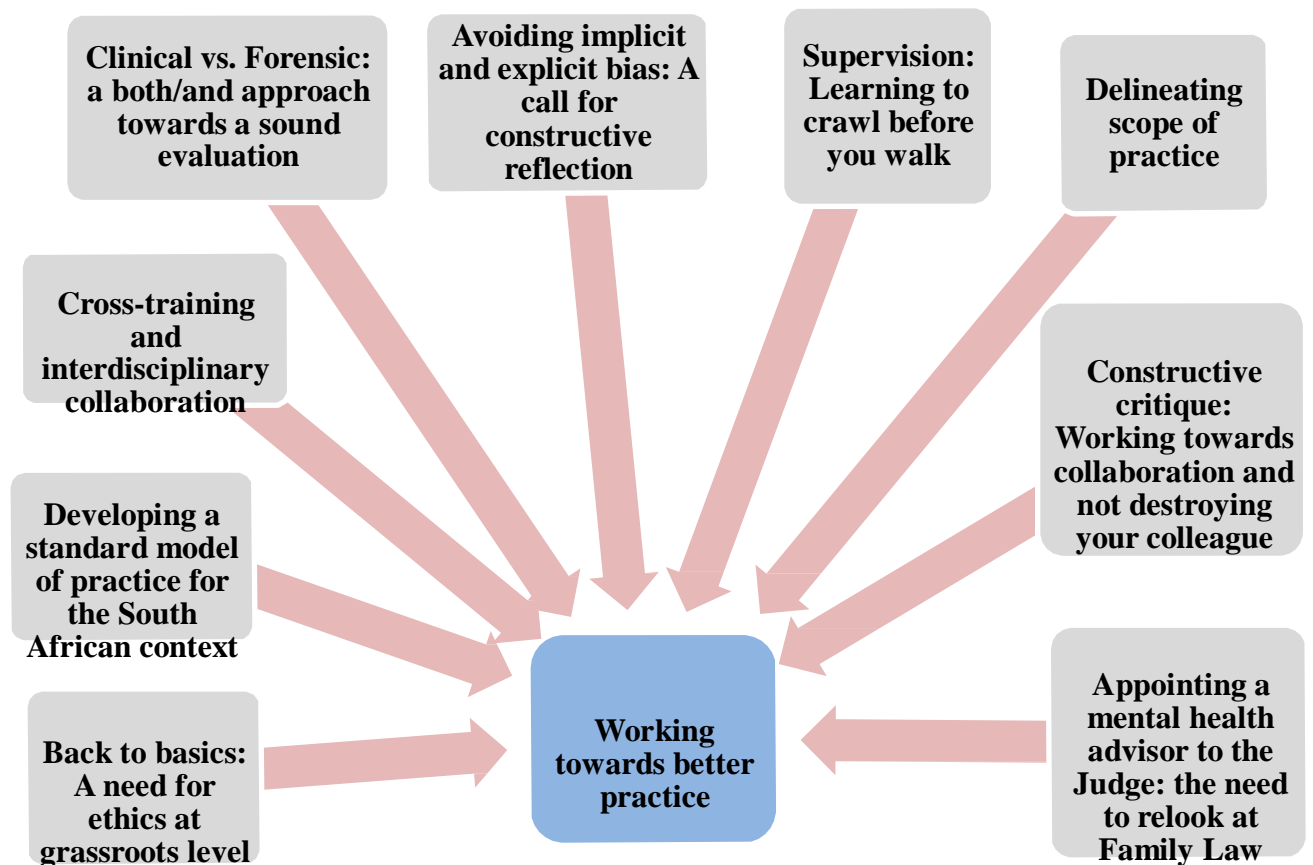 Clinical vs. Forensic:
a both/and approach
towards a sound
evaluation
Avoiding implicit
and explicit bias: A
call for
constructive
reflection
Supervision:
Learning to
crawl before
you walk
Delineating
scope of
practice
Cross-training
and
interdisciplinary
collaboration
Constructive
critique:
Working towards
collaboration and
not destroying
your colleague
Developing a
standard model
of practice for
the South
African context
Back to basics:
A need for
ethics at
grassroots level
Working
towards better
practice
Appointing a
mental health
advisor to the
Judge: the need
to relook at
Family Law